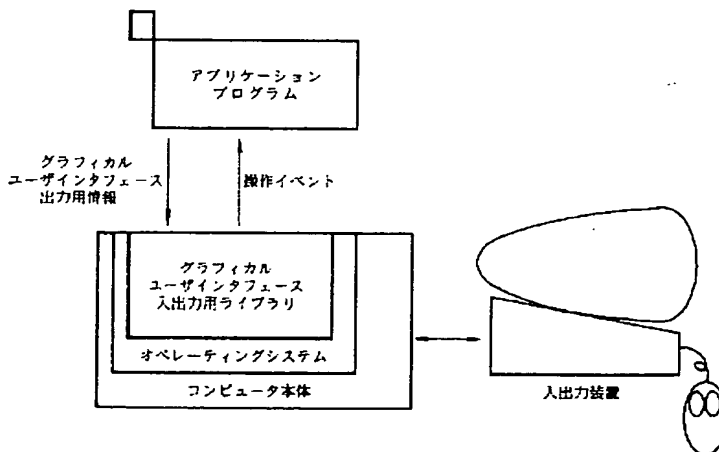 アプリケーション
プログラム
グラフィカル
ユーザインタフェース
出力用情報
操作イベント
グラフィカル
ユーザインタフェース
入出力用ライブラリ
オペレーティングシステム
コンピュータ本体
入出力装置